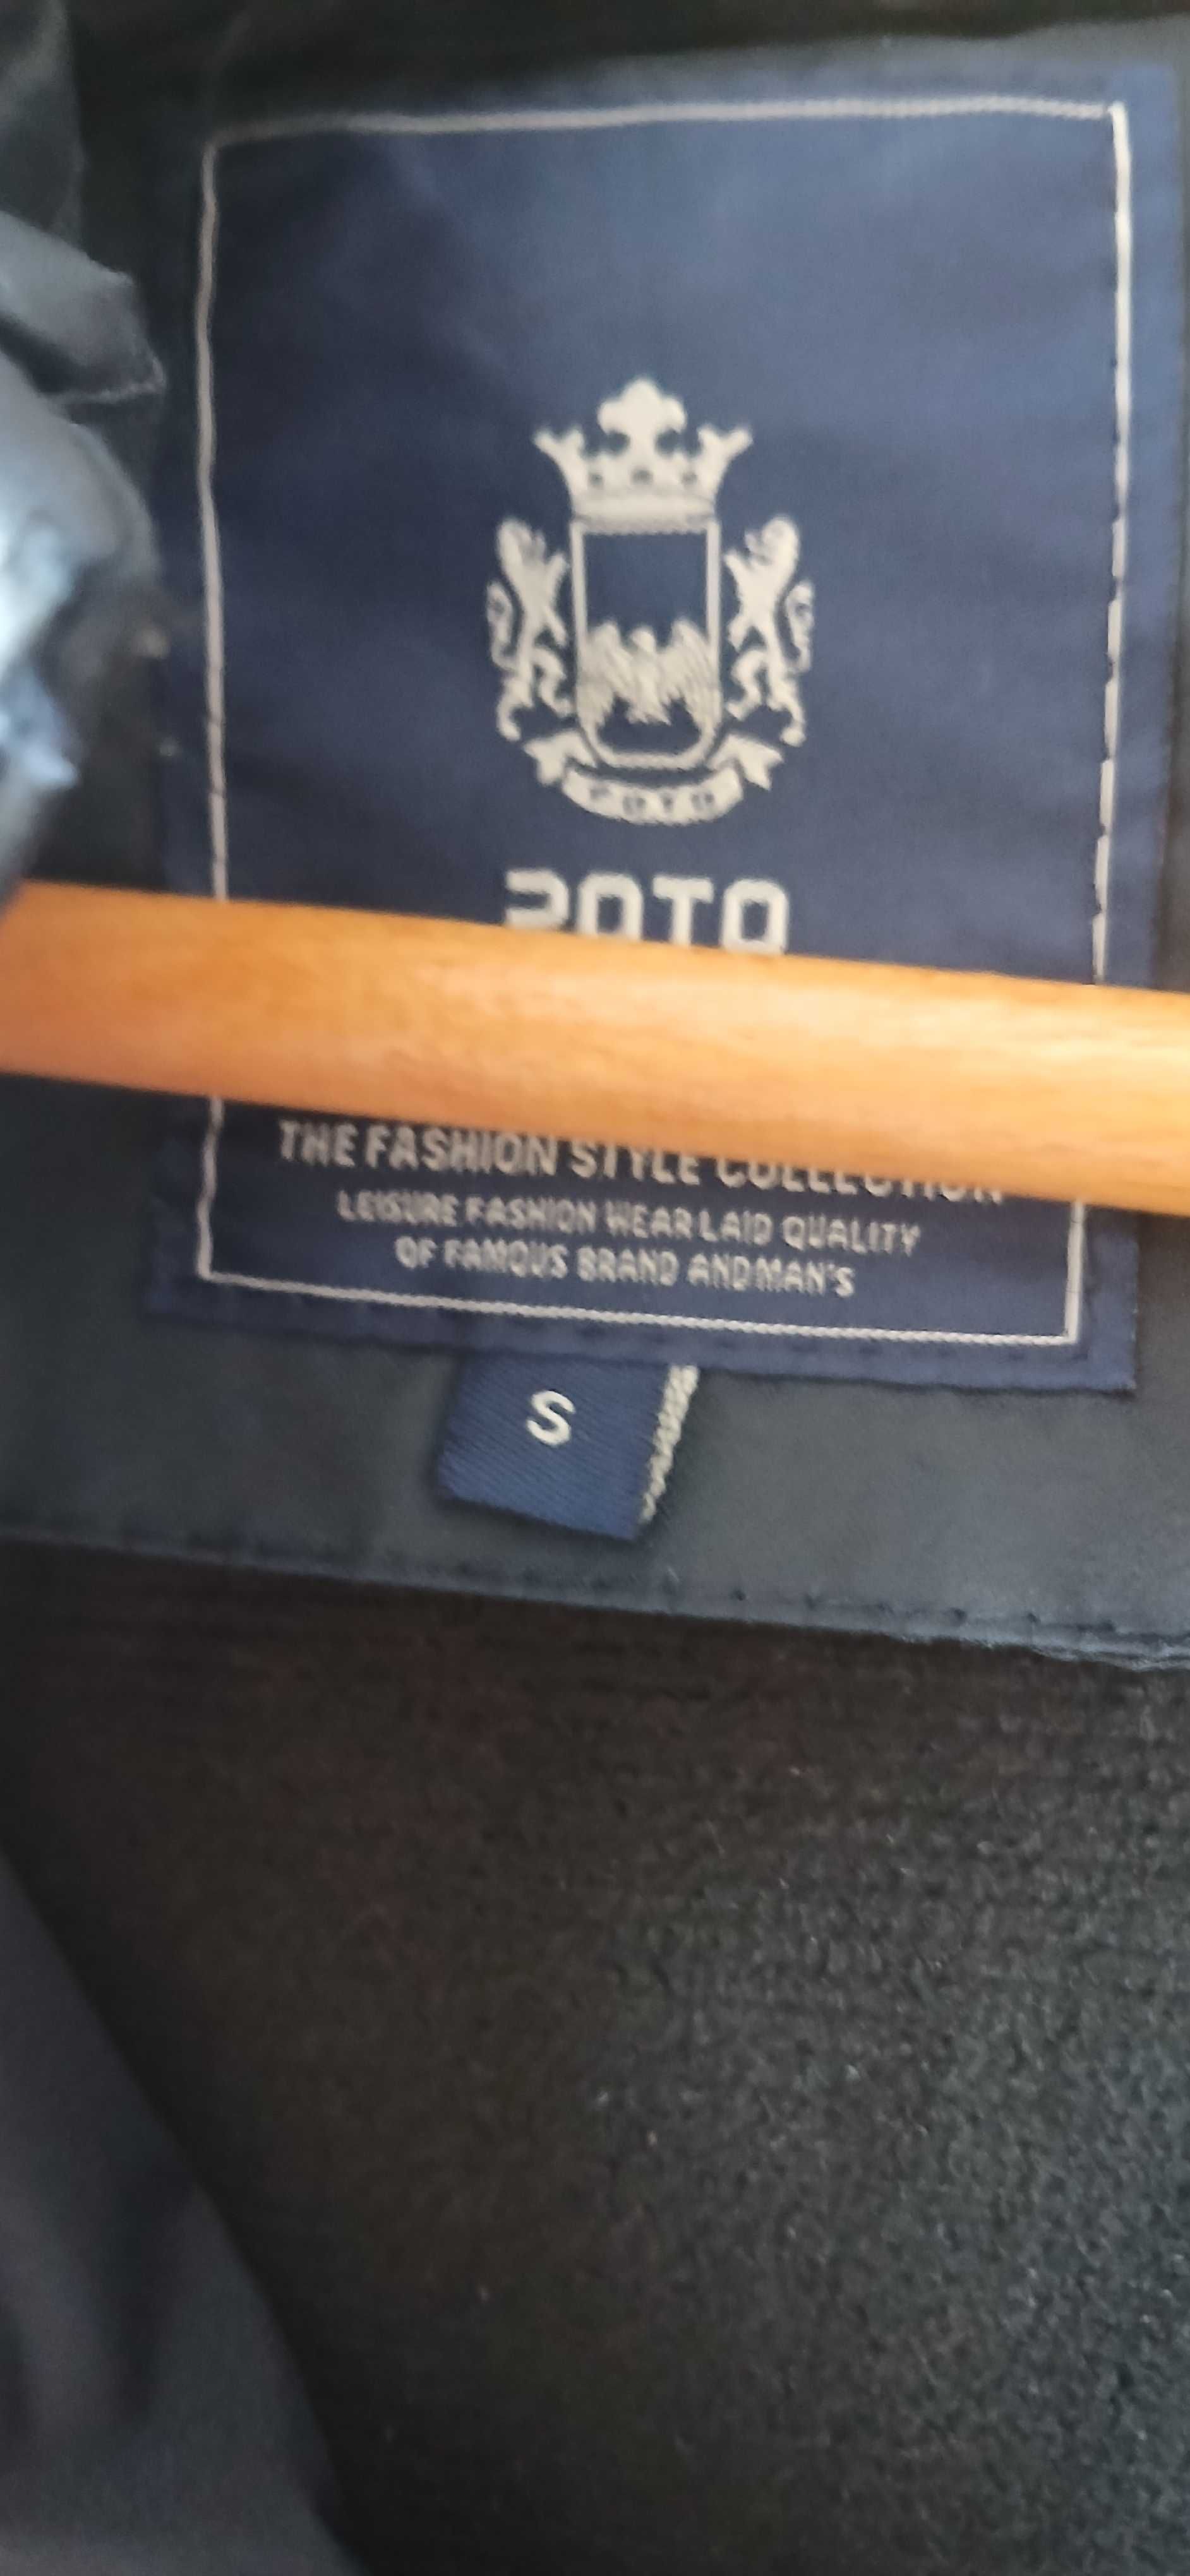 THE FASHION STYLE COLLECTION
LEISURE FASHION WEAR LAID QUALITY
OF FAMOUS BRAND ANDMAN'S
S